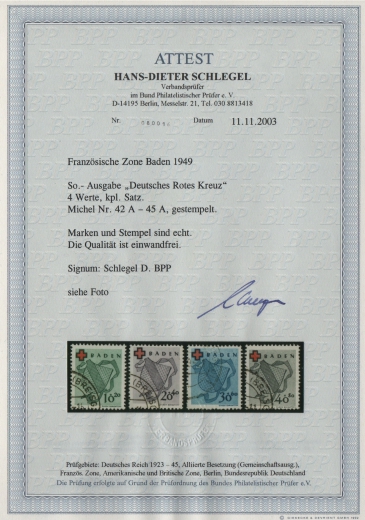 ATTEST
HANS-DIETER SCHLEGEL
Verbandsprüfer
im Bund Philatelistischer Prüfer e. V.
D-14195 Berlin, Messelstr. 21, Tel. 030 8813418
Nr. Datum 11.11.2003
Französische Zone Baden 1949
So.- Ausgabe „Deutsches Rotes Kreuz“
4 Werte, kpl. Satz.
Michel Nr. 42 A – 45 A, gestempelt.
Marken und Stempel sind echt.
Die Qualität ist einwandfrei.
Signum: Schlegel D. BPP
siehe Foto
BADEN BADEN BADEN BADEN
Prüfgebiete: Deutsches Reich 1923 – 45, Alliierte Besetzung (Gemeinschaftsausg.),
Französ. Zone, Amerikanische und Britische Zone, Berlin, Bundesrepublik Deutschland
Die Prüfung erfolgte auf Grund der Prüfordnung des Bundes Philatelistischer Prüfer e. V.